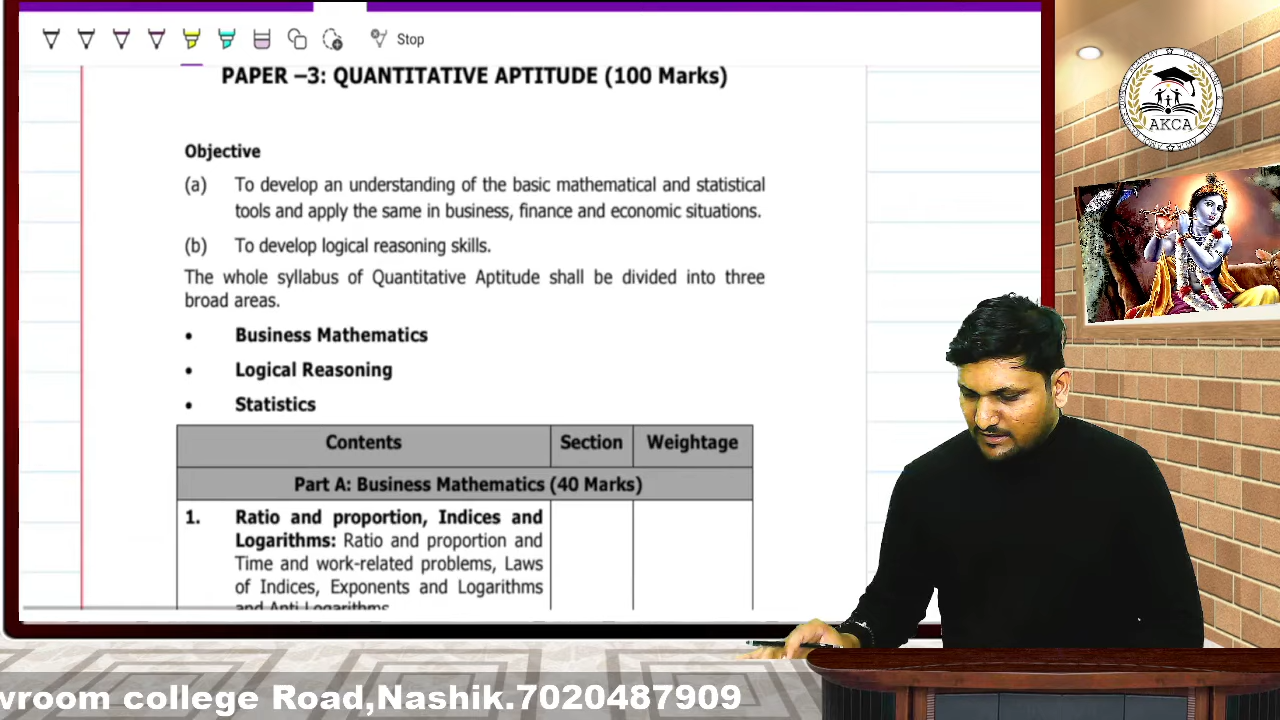 Stop
PAPER –3: QUANTITATIVE APTITUDE (100 Marks)
Objective
(a) To develop an understanding of the basic mathematical and statistical
tools and apply the same in business, finance and economic situations.
(b) To develop logical reasoning skills.
The whole syllabus of Quantitative Aptitude shall be divided into three
broad areas.
• Business Mathematics
• Logical Reasoning
• Statistics
Contents Section Weightage
Part A: Business Mathematics (40 Marks)
1. Ratio and proportion, Indices and
Logarithms: Ratio and proportion and
Time and work-related problems, Laws
of Indices, Exponents and Logarithms
and Anti Logarithms.
AKCA
wroom college Road,Nashik.7020487909